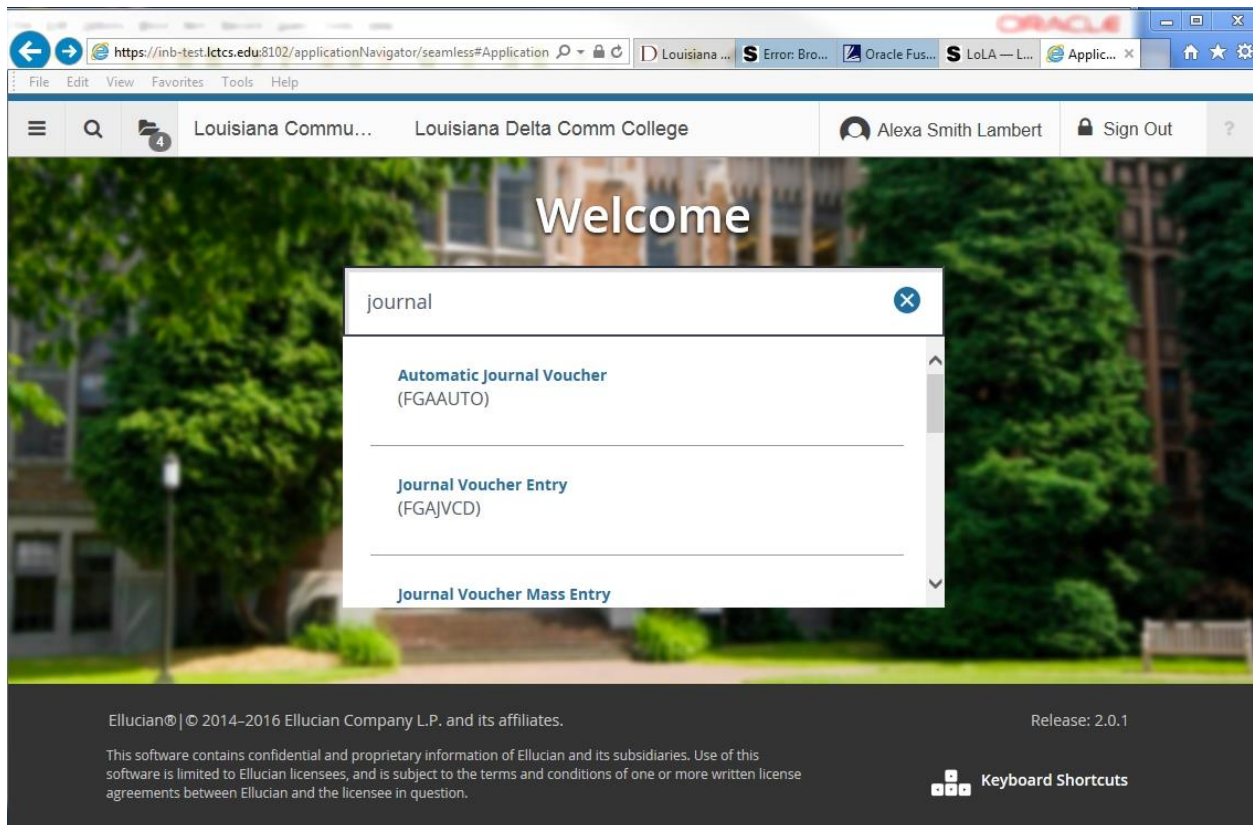 ORACLE
https://inb-test.lctcs.edu:8102/applicationNavigator/seamless#Application
Louisiana ...
Error: Bro...
Oracle Fus...
LoLA — L...
Applic...
File Edit View Favorites Tools Help
4
Louisiana Commu...
Louisiana Delta Comm College
Alexa Smith Lambert
Sign Out
?
Welcome
journal
Automatic Journal Voucher
(FGAAUTO)
Journal Voucher Entry
(FGAJVCD)
Journal Voucher Mass Entry
Ellucian®|© 2014–2016 Ellucian Company L.P. and its affiliates.
Release: 2.0.1
This software contains confidential and proprietary information of Ellucian and its subsidiaries. Use of this
software is limited to Ellucian licensees, and is subject to the terms and conditions of one or more written license
agreements between Ellucian and the licensee in question.
Keyboard Shortcuts